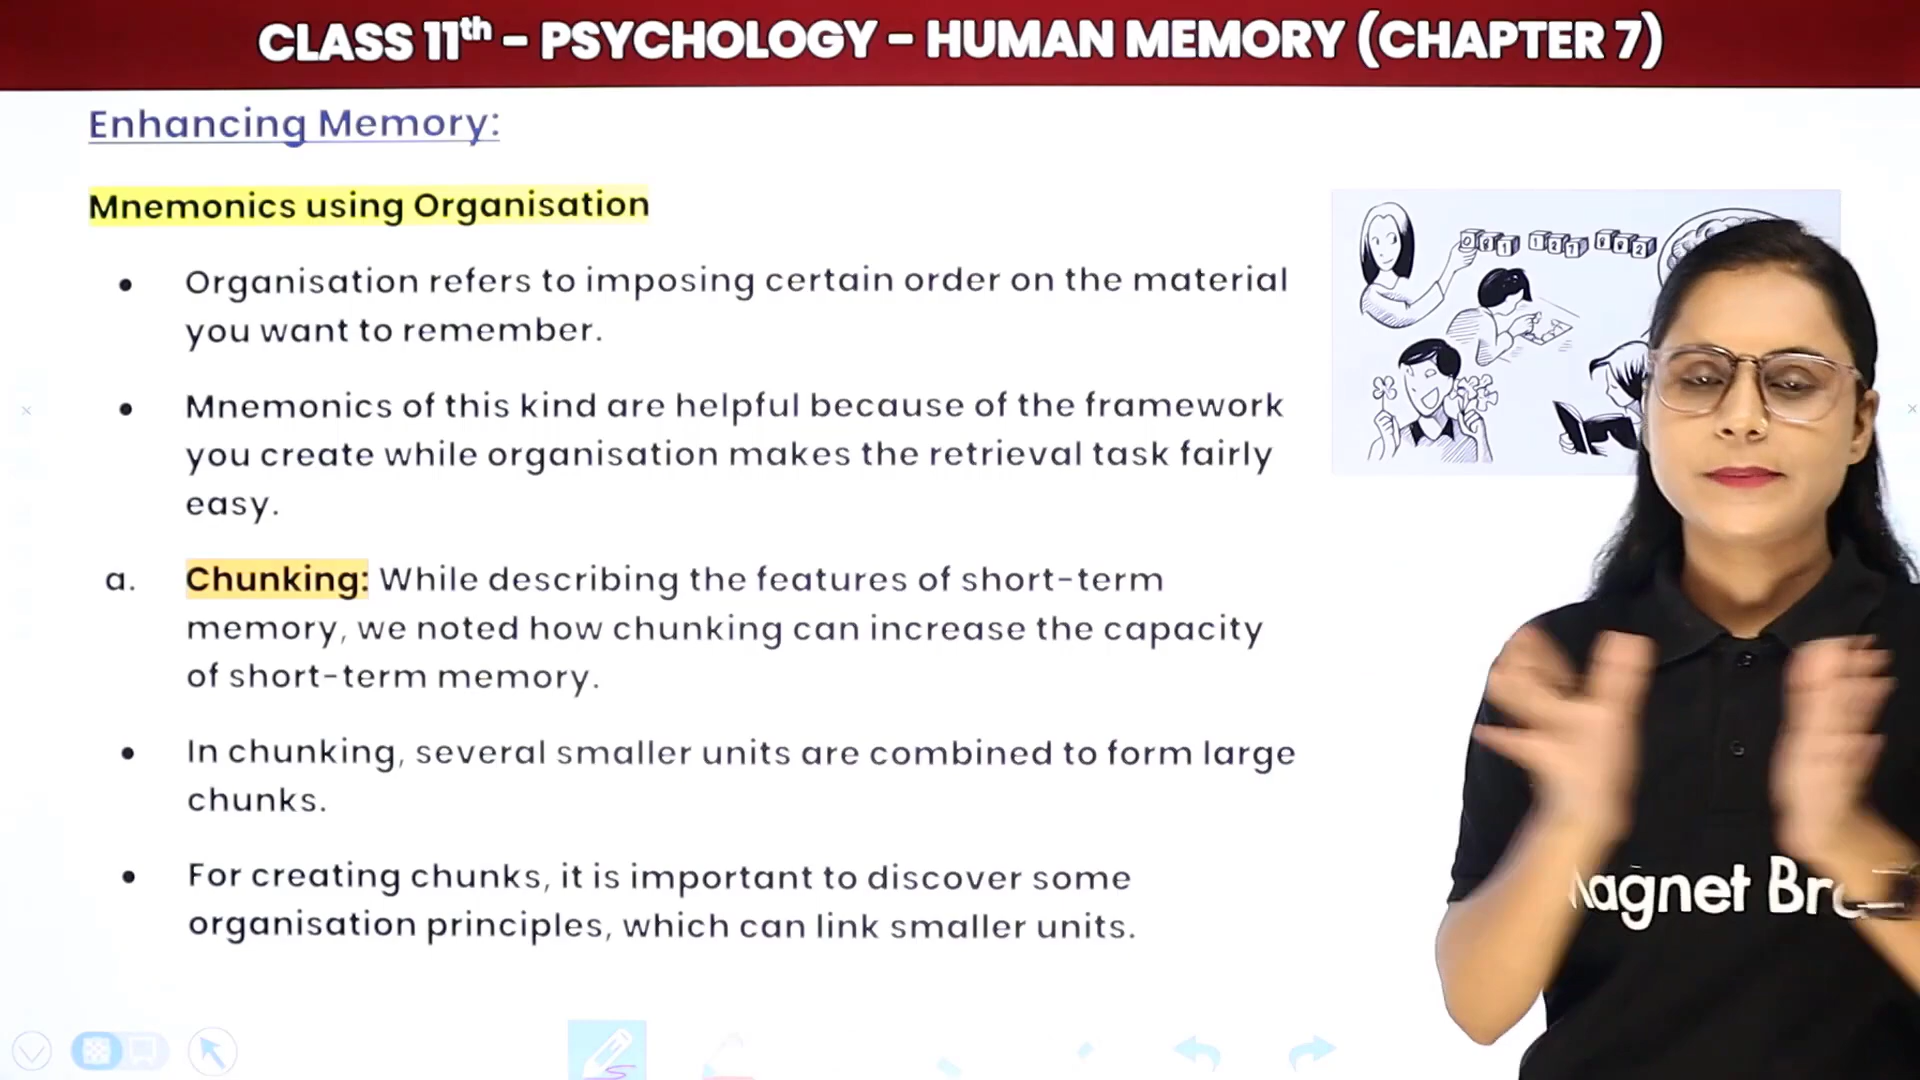 CLASS 11th - PSYCHOLOGY - HUMAN MEMORY (CHAPTER 7)
Enhancing Memory:
Mnemonics using Organisation
• Organisation refers to imposing certain order on the material
you want to remember.
• Mnemonics of this kind are helpful because of the framework
you create while organisation makes the retrieval task fairly
easy.
a. Chunking: While describing the features of short-term
memory, we noted how chunking can increase the capacity
of short-term memory.
• In chunking, several smaller units are combined to form large
chunks.
• For creating chunks, it is important to discover some
organisation principles, which can link smaller units.
Magnet Br